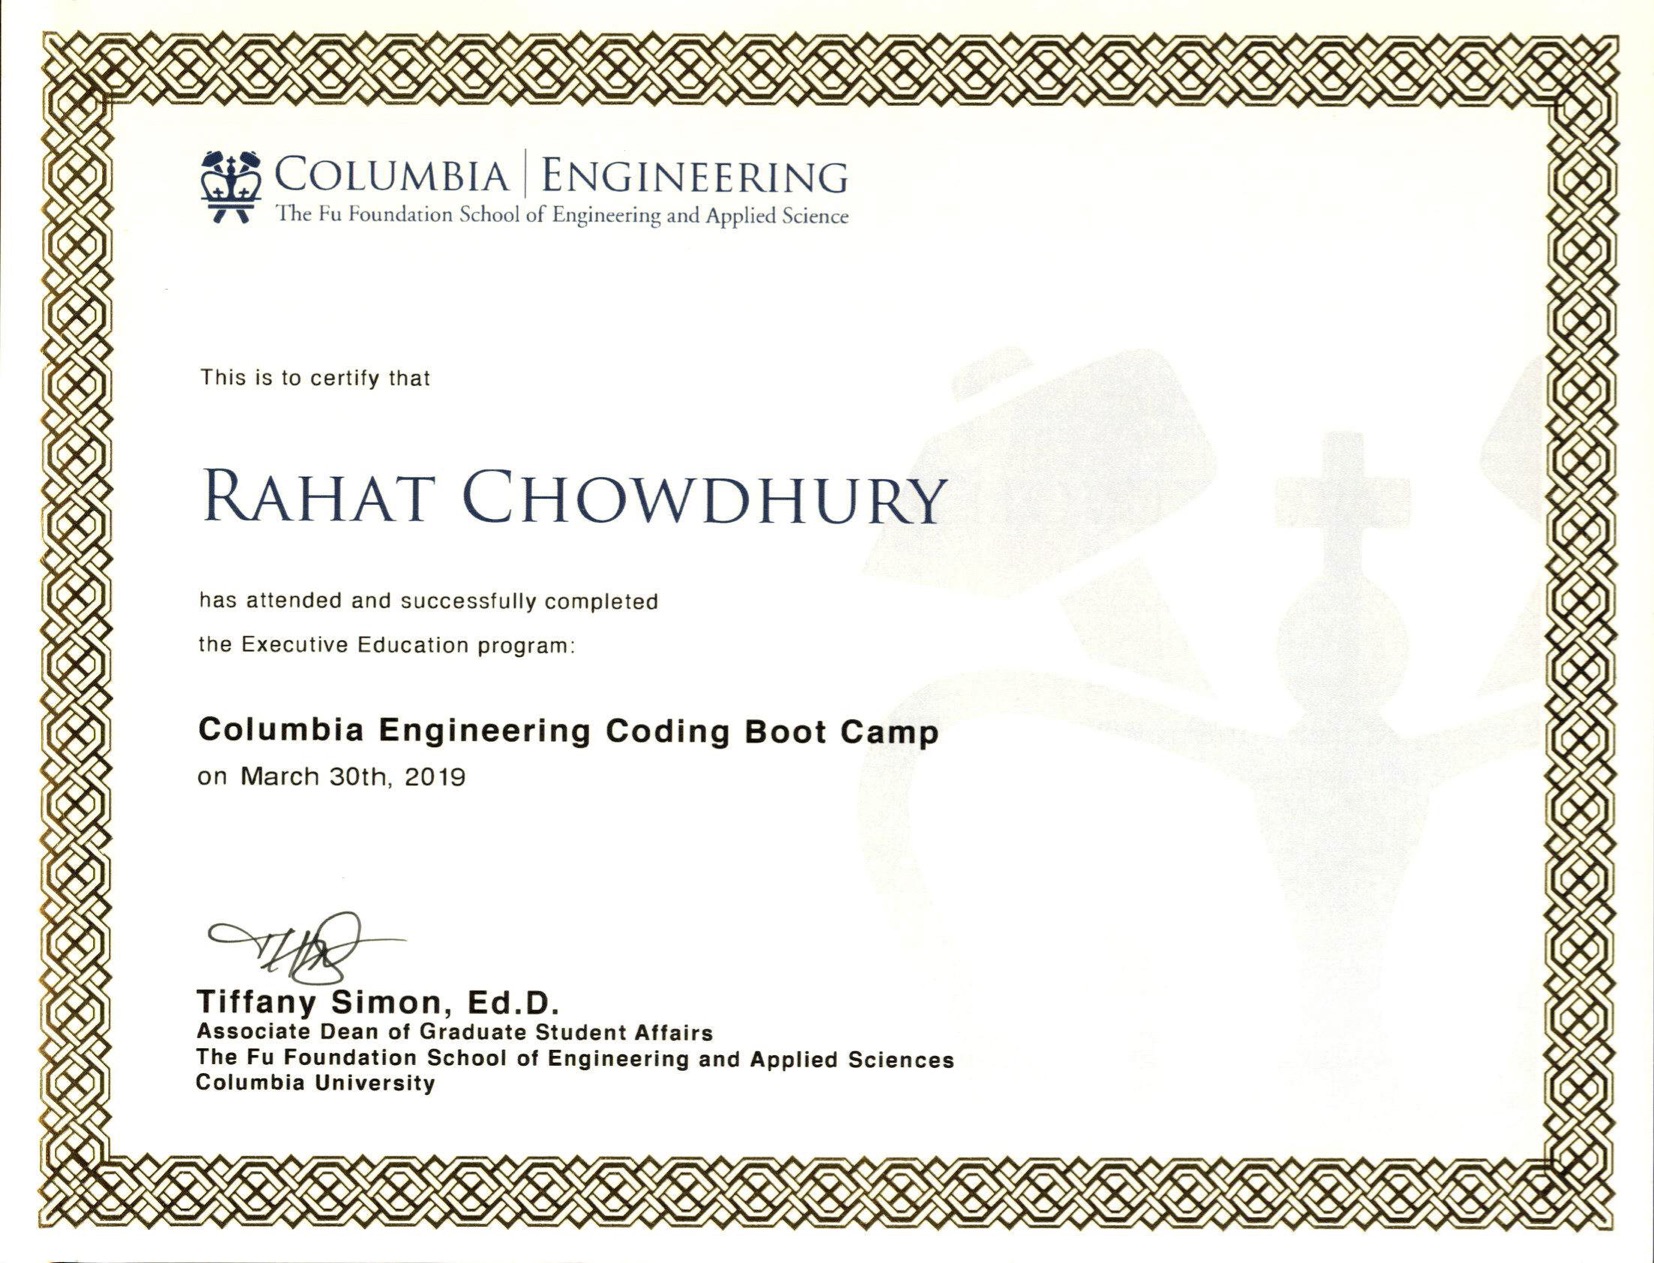 COLUMBIA | ENGINEERING
The Fu Foundation School of Engineering and Applied Science
This is to certify that
RAHAT CHOWDHURY
has attended and successfully completed
the Executive Education program:
Columbia Engineering Coding Boot Camp
on March 30th, 2019
Tiffany Simon, Ed.D.
Associate Dean of Graduate Student Affairs
The Fu Foundation School of Engineering and Applied Sciences
Columbia University